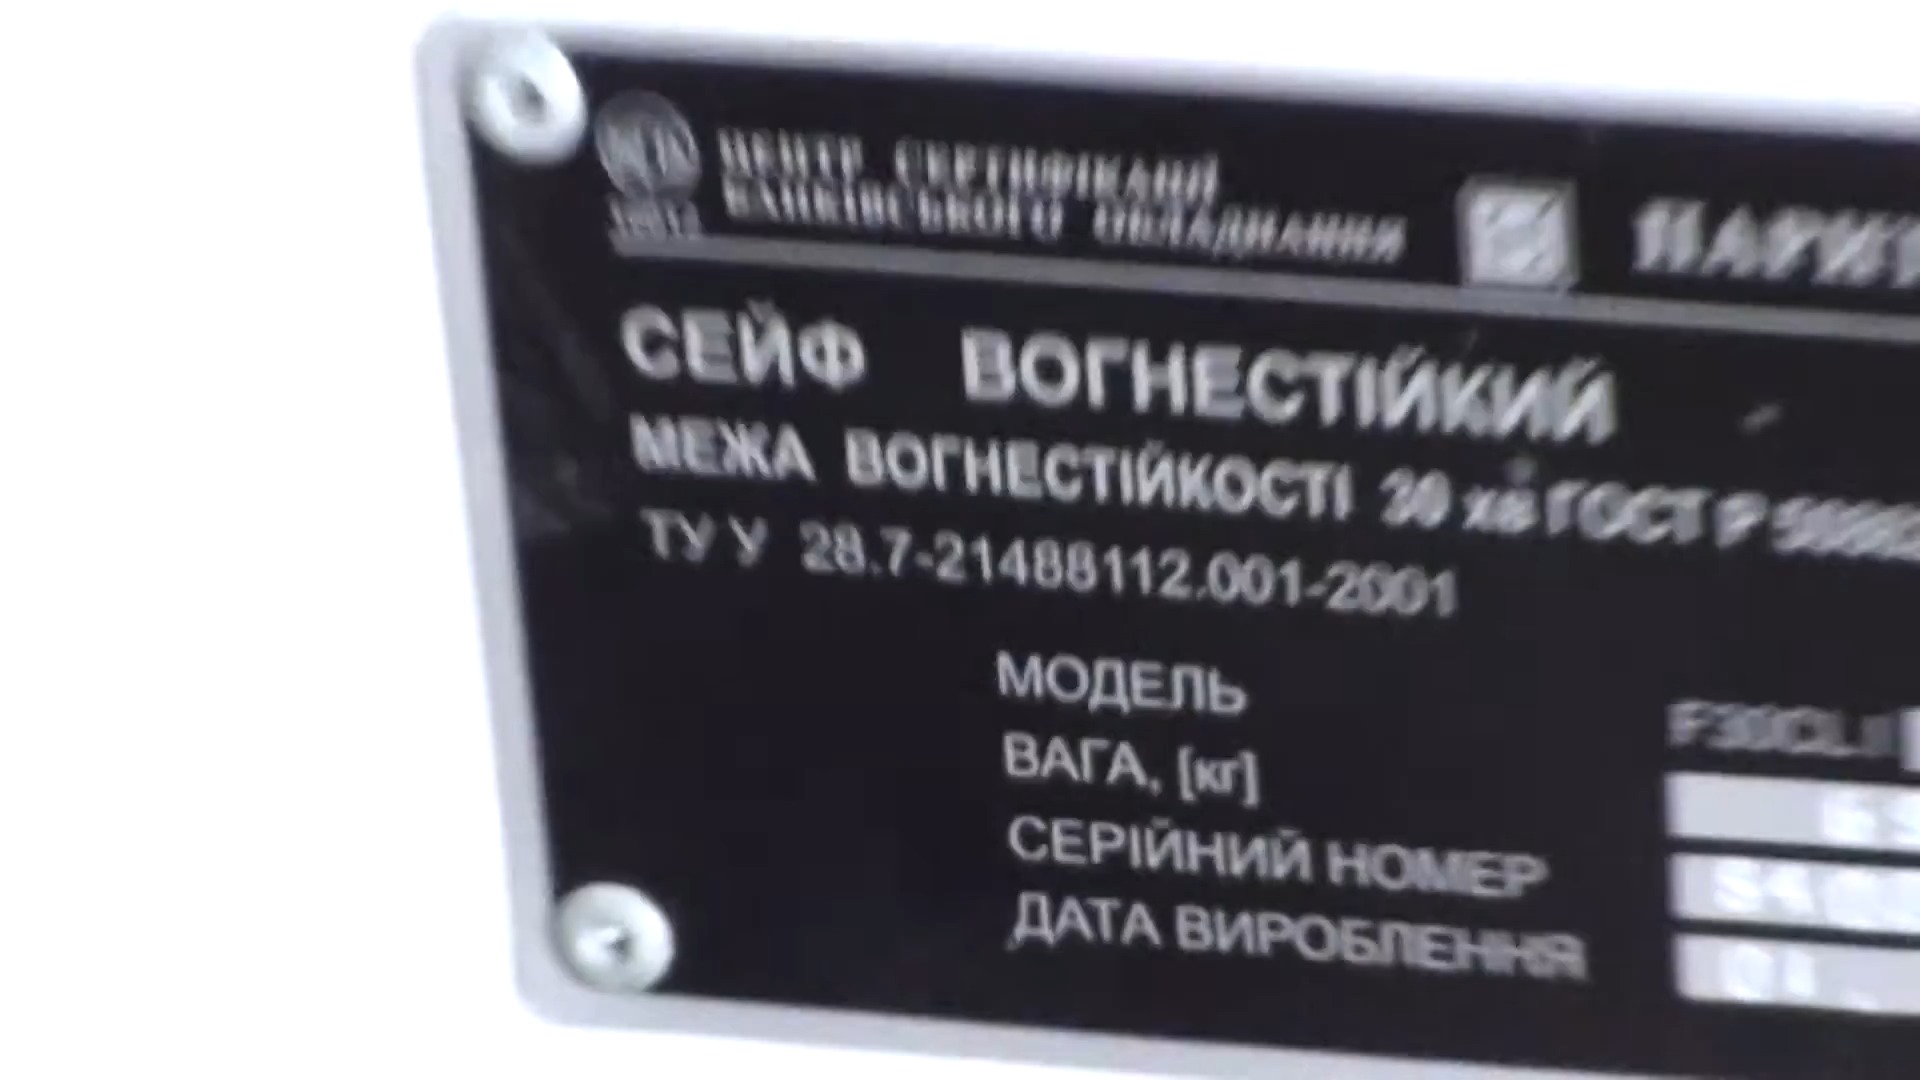 ЦЕНТР СЕРТИФІКАЦІЇ
БАНКІВСЬКОГО ОБЛАДНАННЯ
СЕЙФ ВОГНЕСТІЙКИЙ
МЕЖА ВОГНЕСТІЙКОСТІ 30 хв ГОСТ Р
ТУ У 28.7-21488112.001-2001
МОДЕЛЬ F30CL
ВАГА, [кг]
СЕРІЙНИЙ НОМЕР
ДАТА ВИРОБЛЕННЯ